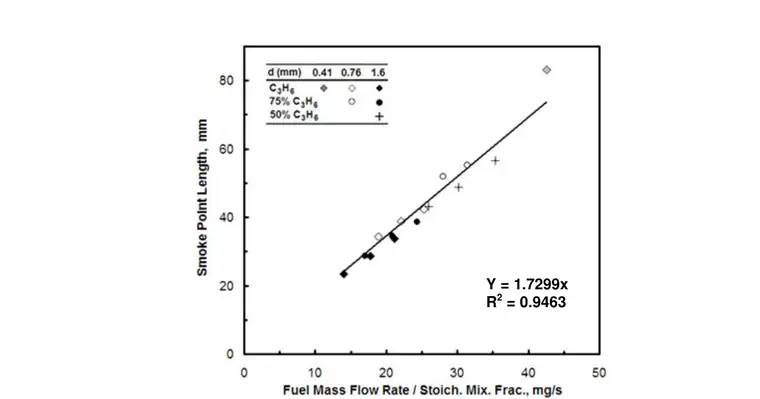 d (mm) 0.41 0.76 1.6
C3H6
75% C3H6
50% C3H6
80
60
40
20
0
Smoke Point Length, mm
Y = 1.7299x
R² = 0.9463
0 10 20 30 40 50
Fuel Mass Flow Rate / Stoich. Mix. Frac., mg/s